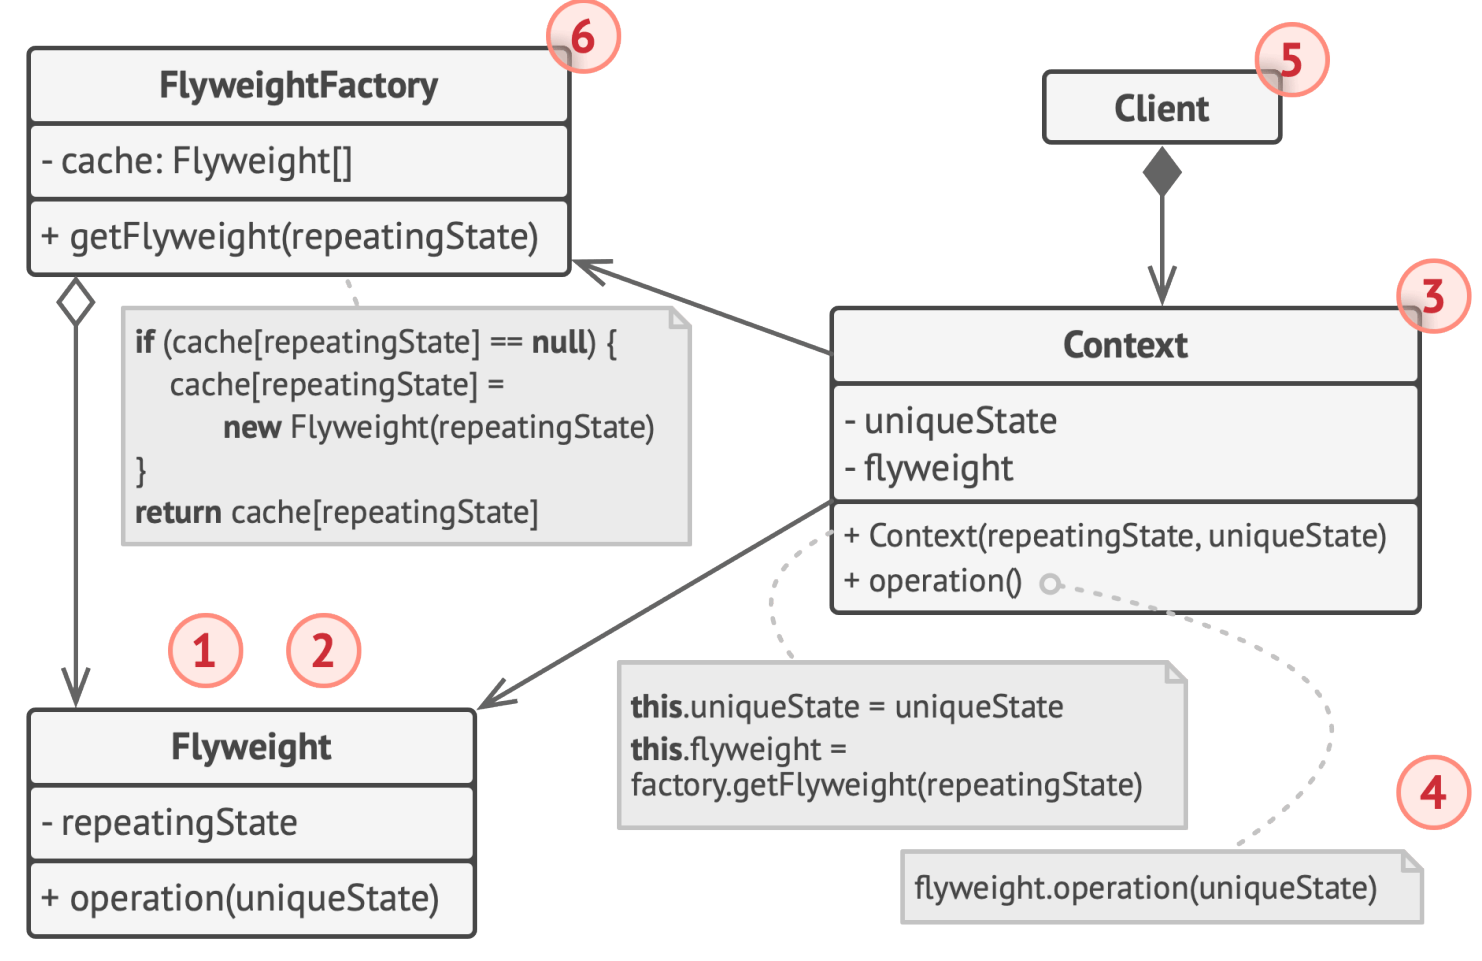 6
FlyweightFactory
- cache: Flyweight[]
+ getFlyweight(repeatingState)
if (cache[repeatingState] == null) {
cache[repeatingState] =
new Flyweight(repeatingState)
}
return cache[repeatingState]
5
Client
3
Context
- uniqueState
- flyweight
+ Context(repeatingState, uniqueState)
+ operation()
1
2
Flyweight
- repeatingState
+ operation(uniqueState)
this.uniqueState = uniqueState
this.flyweight =
factory.getFlyweight(repeatingState)
4
flyweight.operation(uniqueState)